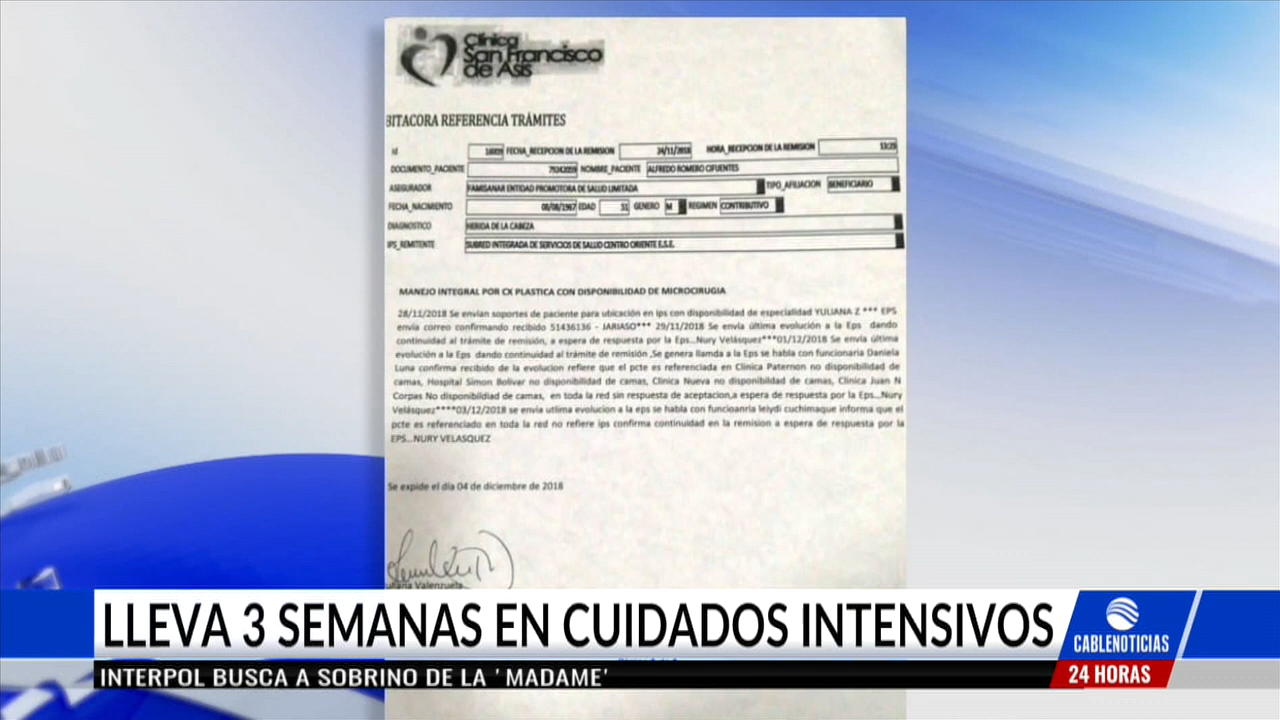 Clínica
San Francisco
de Asís
BITACORA REFERENCIA TRÁMITES
Id FECHA_RECEPCION DE LA REMISION 24/11/2018 HORA_RECEPCION DE LA REMISION 13:25
DOCUMENTO_PACIENTE NOMBRE_PACIENTE ALFREDO ROMERO CIFUENTES
ASEGURADOR FAMISANAR ENTIDAD PROMOTORA DE SALUD LIMITADA TIPO_AFILIACION BENEFICIARIO
FECHA_NACIMIENTO 08/08/1967 EDAD 51 GENERO M REGIMEN CONTRIBUTIVO
DIAGNOSTICO HERIDA DE LA CABEZA
IPS_REMITENTE SUBRED INTEGRADA DE SERVICIOS DE SALUD CENTRO ORIENTE E.S.E.
MANEJO INTEGRAL POR CX PLASTICA CON DISPONIBILIDAD DE MICROCIRUGIA
28/11/2018 Se envian soportes de paciente para ubicación en ips con disponibilidad de especialidad YULIANA Z *** EPS
envia correo confirmando recibido 51436136 - JARIASO*** 29/11/2018 Se envía última evolución a la Eps dando
continuidad al trámite de remisión, a espera de respuesta por la Eps...Nury Velásquez***01/12/2018 Se envía última
evolución a la Eps dando continuidad al trámite de remisión ,Se genera llamda a la Eps se habla con funcionaria Daniela
Luna confirma recibido de la evolucion refiere que el pcte es referenciada en Clinica Paternon no disponibilidad de
camas, Hospital Simon Bolivar no disponibilidad de camas, Clinica Nueva no disponibildad de camas, Clinica Juan N
Corpas No disponibildiad de camas, en toda la red sin respuesta de aceptacion,a espera de respuesta por la Eps...Nury
Velásquez****03/12/2018 se envia utlima evolucion a la eps se habla con funcioanria leiydi cuchimaque informa que el
pcte es referenciado en toda la red no refiere ips confirma continuidad en la remision a espera de respuesta por la
EPS...NURY VELASQUEZ
Se expide el día 04 de diciembre de 2018
Valenzuela
LLEVA 3 SEMANAS EN CUIDADOS INTENSIVOS
CABLENOTICIAS
INTERPOL BUSCA A SOBRINO DE LA 'MADAME'
24 HORAS